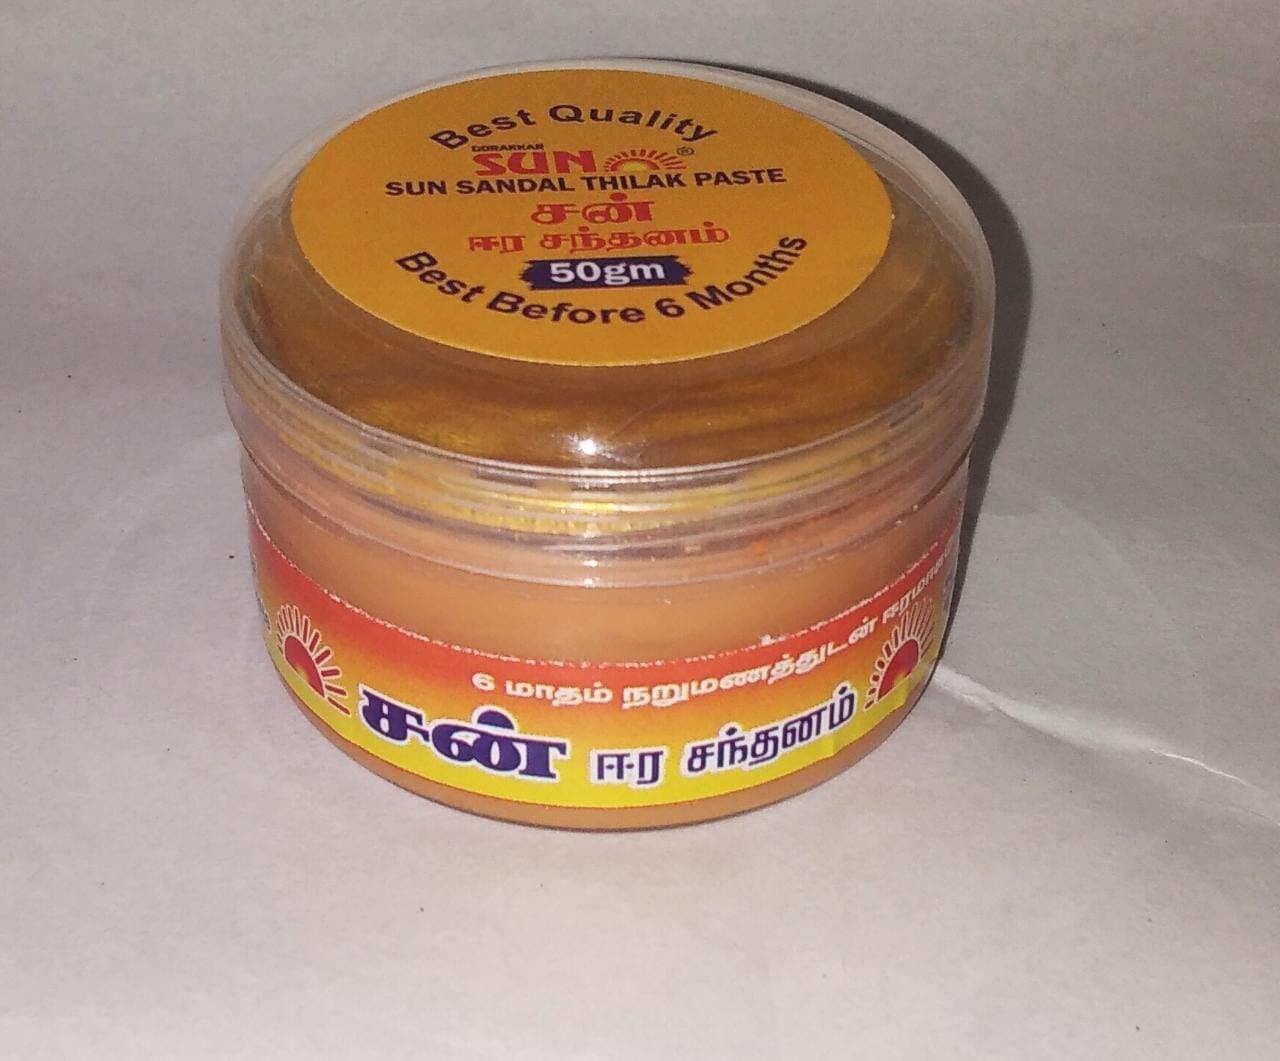 Best Quality
GORAKKAR
SUN®
SUN SANDAL THILAK PASTE
சன்
ஈர சந்தனம்
50gm
Best Before 6 Months
6 மாதம் நறுமணத்துடன்
சன் ஈர சந்தனம்